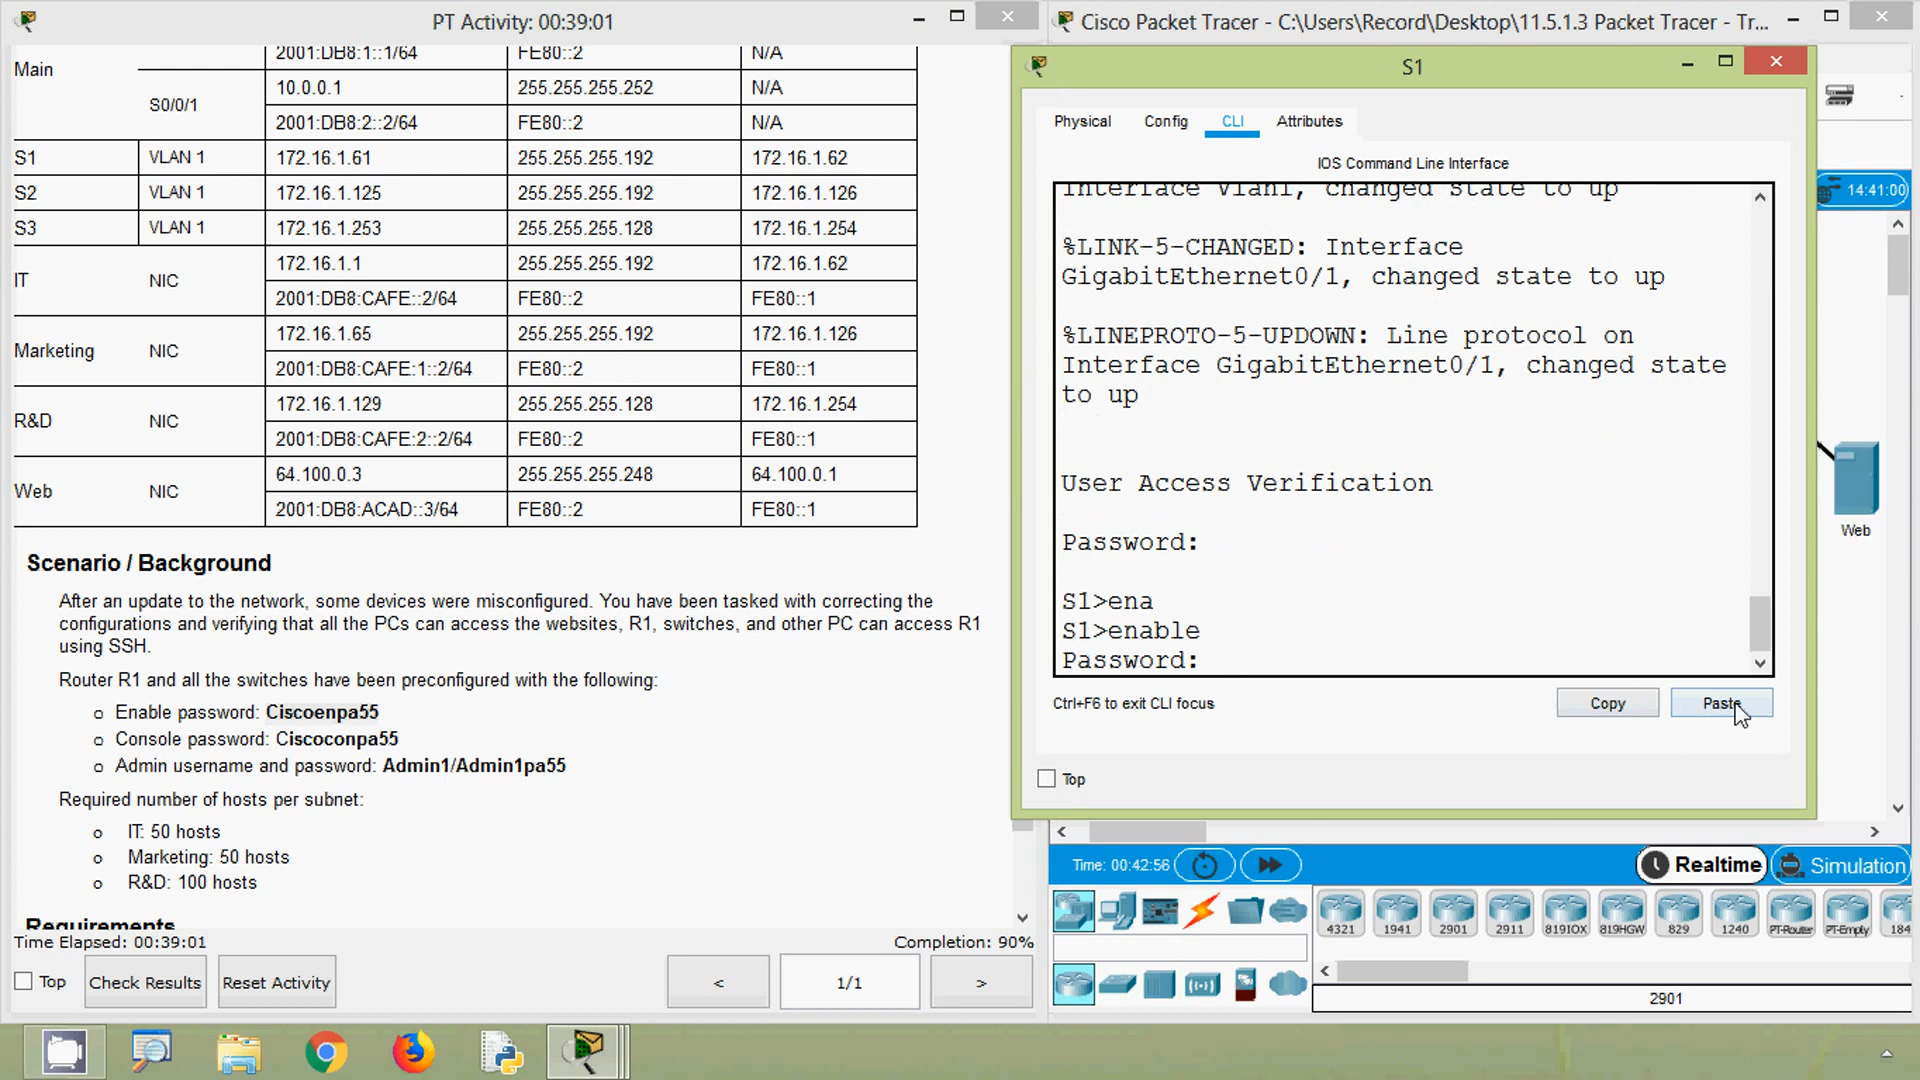 PT Activity: 00:39:01
Main
2001:DB8:1::1/64 FE80::2 N/A
S0/0/1
10.0.0.1 255.255.255.252 N/A
2001:DB8:2::2/64 FE80::2 N/A
S1 VLAN 1 172.16.1.61 255.255.255.192 172.16.1.62
S2 VLAN 1 172.16.1.125 255.255.255.192 172.16.1.126
S3 VLAN 1 172.16.1.253 255.255.255.128 172.16.1.254
IT NIC
172.16.1.1 255.255.255.192 172.16.1.62
2001:DB8:CAFE::2/64 FE80::2 FE80::1
Marketing NIC
172.16.1.65 255.255.255.192 172.16.1.126
2001:DB8:CAFE:1::2/64 FE80::2 FE80::1
R&D NIC
172.16.1.129 255.255.255.128 172.16.1.254
2001:DB8:CAFE:2::2/64 FE80::2 FE80::1
Web NIC
64.100.0.3 255.255.255.248 64.100.0.1
2001:DB8:ACAD::3/64 FE80::2 FE80::1
Scenario / Background
After an update to the network, some devices were misconfigured. You have been tasked with correcting the
configurations and verifying that all the PCs can access the websites, R1, switches, and other PC can access R1
using SSH.
Router R1 and all the switches have been preconfigured with the following:
o Enable password: Ciscoenpa55
o Console password: Ciscoconpa55
o Admin username and password: Admin1/Admin1pa55
Required number of hosts per subnet:
o IT: 50 hosts
o Marketing: 50 hosts
o R&D: 100 hosts
Requirements
Time Elapsed: 00:39:01 Completion: 90%
Top Check Results Reset Activity < 1/1 >
Cisco Packet Tracer - C:\Users\Record\Desktop\11.5.1.3 Packet Tracer - Tr...
S1
Physical Config CLI Attributes
IOS Command Line Interface
Interface Vlan1, changed state to up
%LINK-5-CHANGED: Interface
GigabitEthernet0/1, changed state to up
%LINEPROTO-5-UPDOWN: Line protocol on
Interface GigabitEthernet0/1, changed state
to up
User Access Verification
Password:
S1>ena
S1>enable
Password:
Ctrl+F6 to exit CLI focus Copy Paste
Top
14:41:00
Web
Time: 00:42:56 Realtime Simulation
4321 1941 2901 2911 819IOX 819HGW 829 1240 PT-Router PT-Empty 184
2901